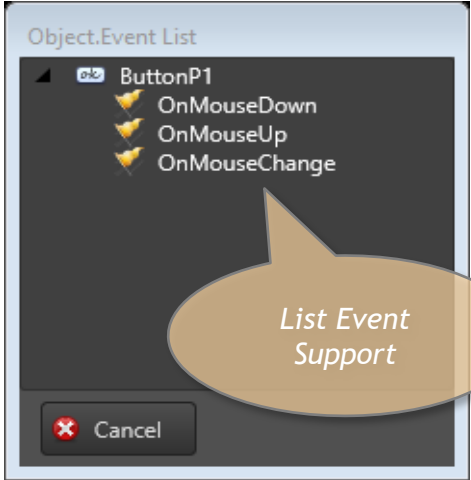 Object.Event List
ok ButtonP1
OnMouseDown
OnMouseUp
OnMouseChange
List Event
Support
Cancel